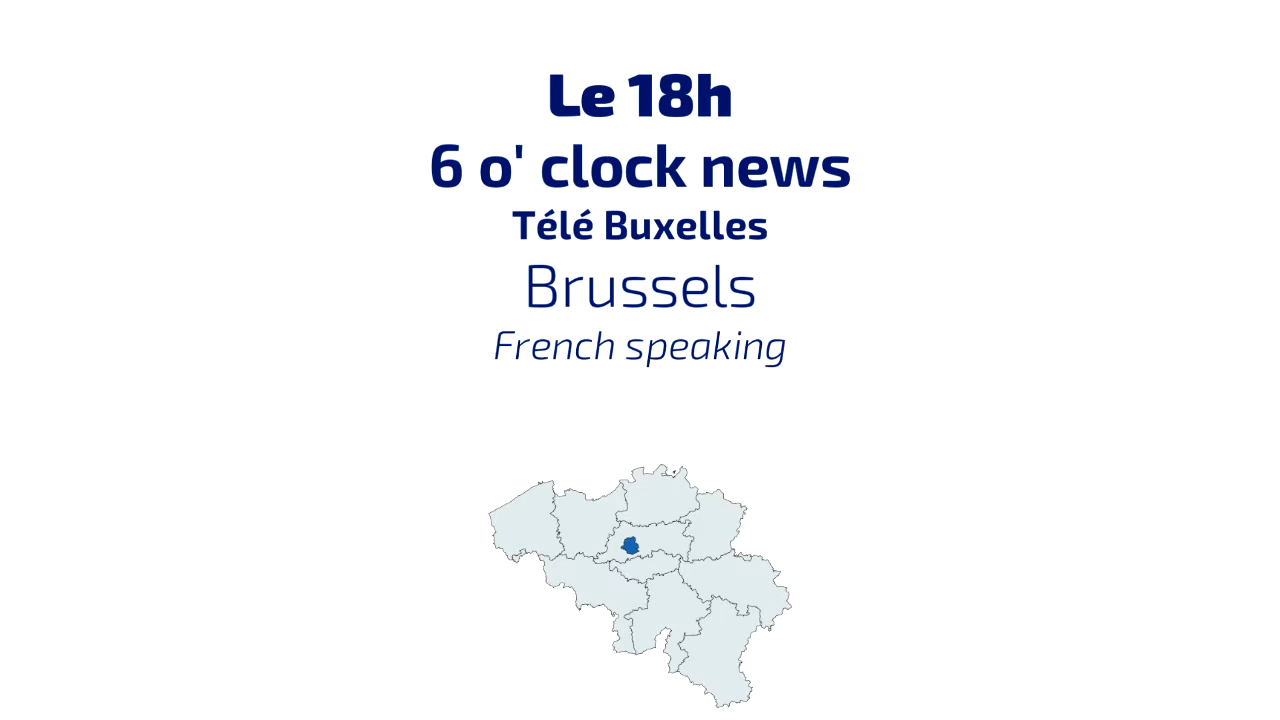 Le 18h
6 o' clock news
Télé Buxelles
Brussels
French speaking